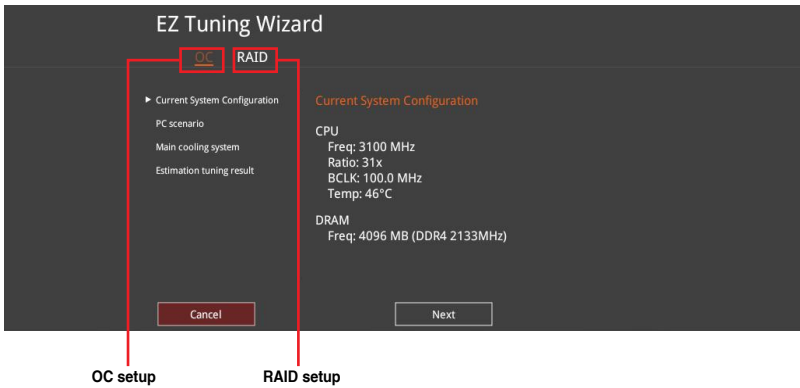 EZ Tuning Wizard
OC RAID
Current System Configuration
PC scenario
Main cooling system
Estimation tuning result
Current System Configuration
CPU
Freq: 3100 MHz
Ratio: 31x
BCLK: 100.0 MHz
Temp: 46°C
DRAM
Freq: 4096 MB (DDR4 2133MHz)
Cancel
Next
OC setup
RAID setup